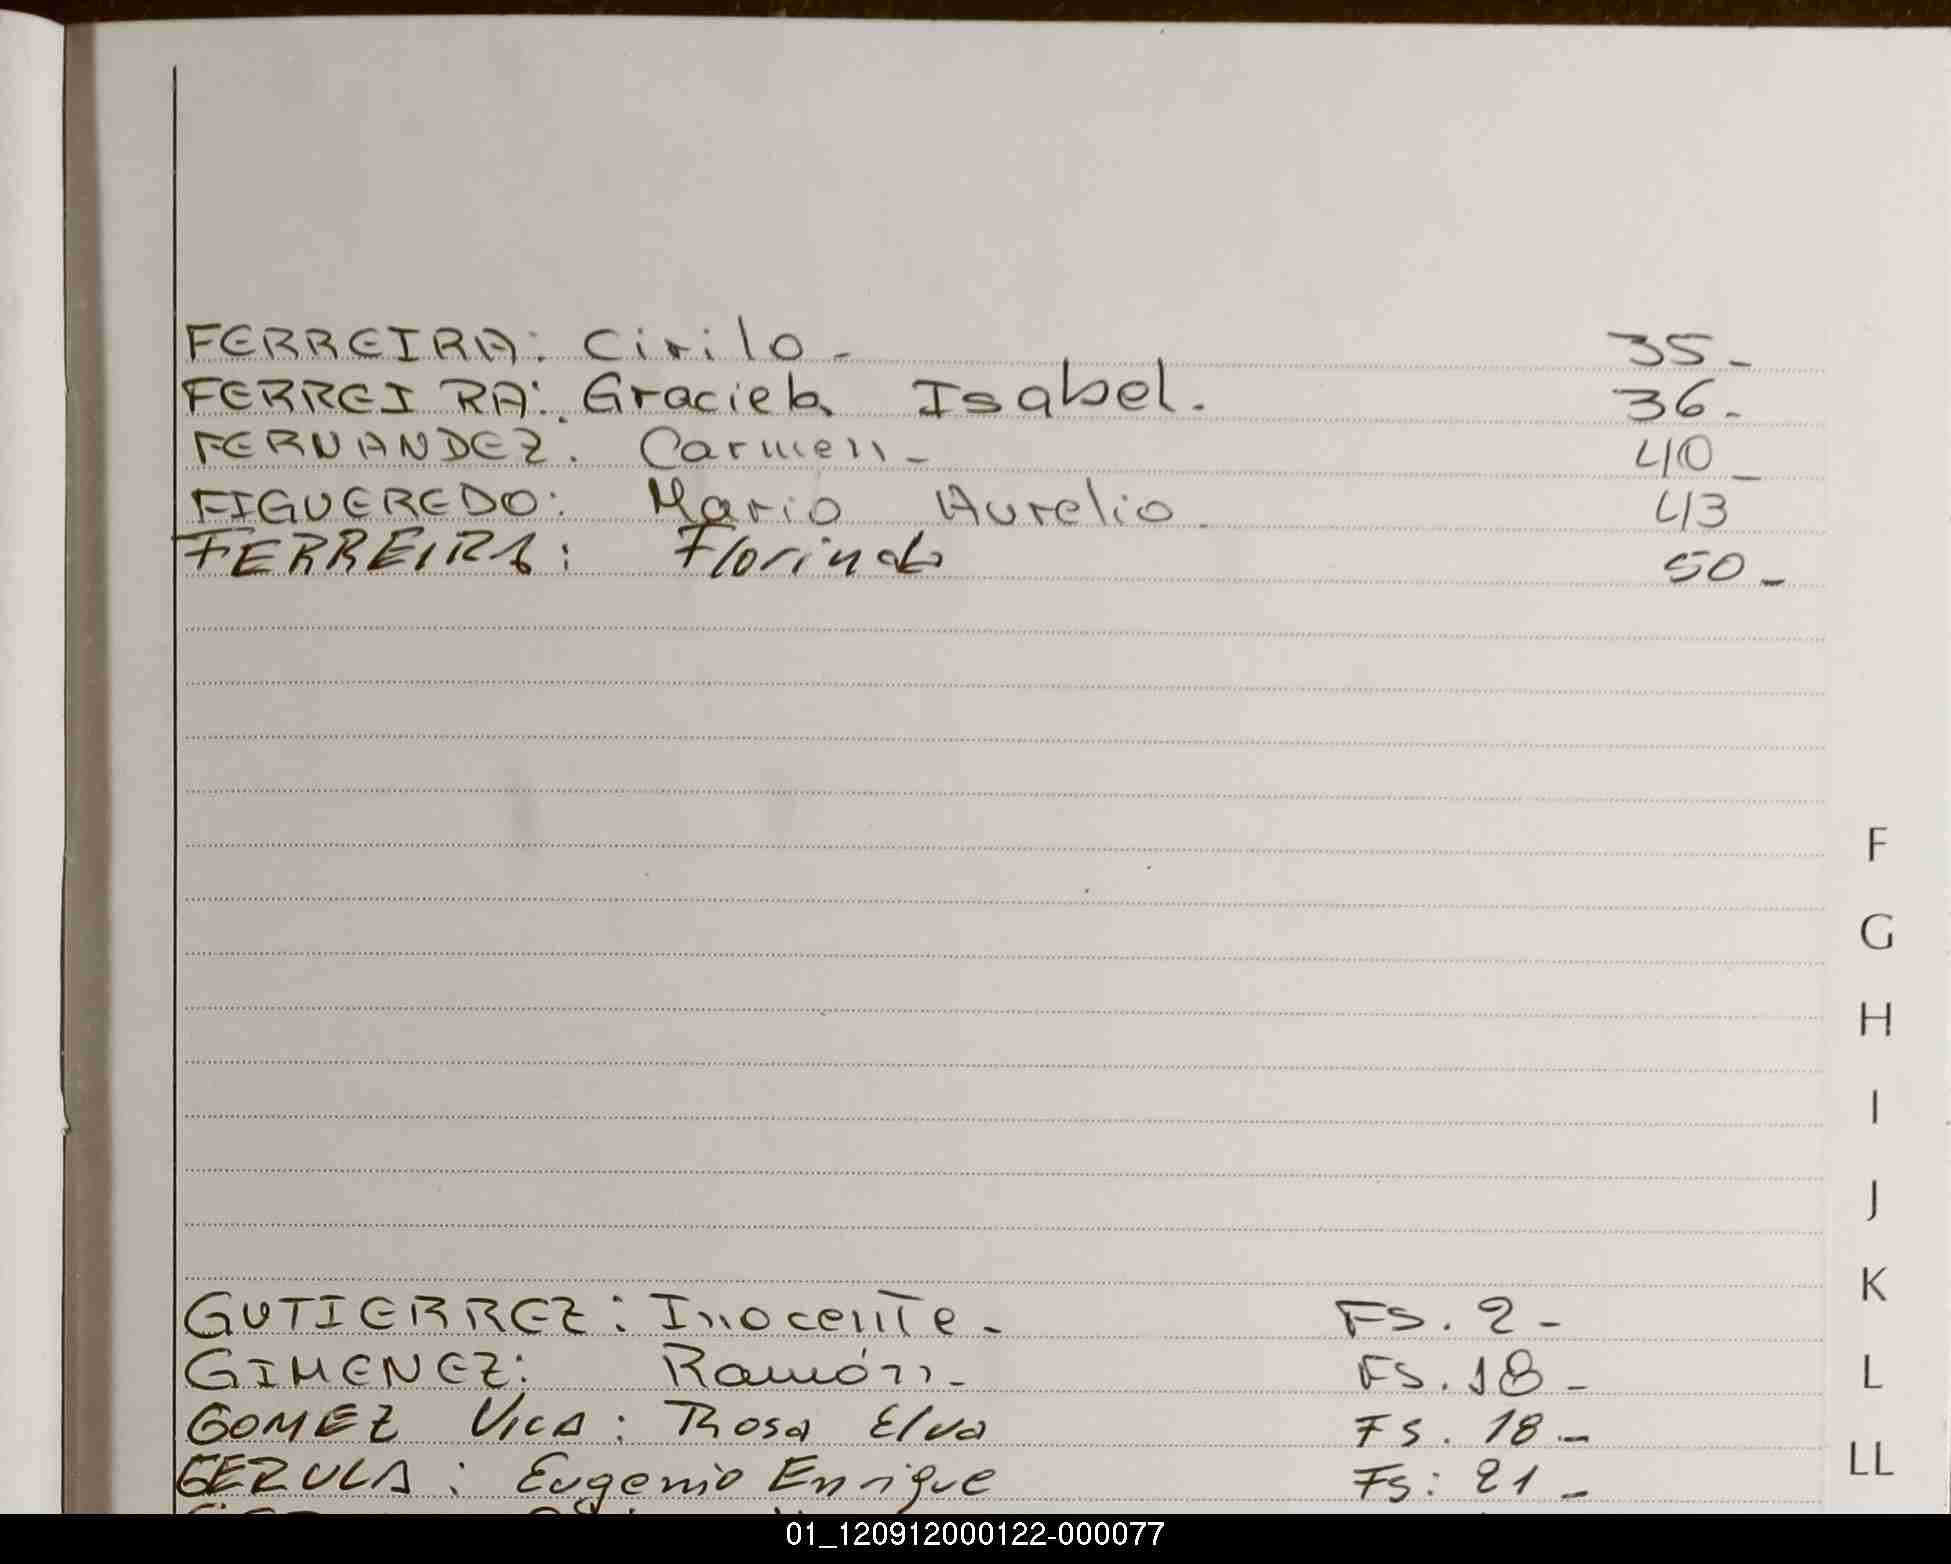 FERREIRA: Cirilo - 35 -
FERREIRA: Graciela Isabel. 36 -
FERNANDEZ. Carmen - 40 -
FIGUEREDO: Mario Aurelio. 43
FERREIRA: Florinda 50 -
F
G
H
I
J
K
GUTIERREZ: Inocente - FS. 2 -
GIMENEZ: Ramón - FS. 18 -
L
GOMEZ VICA: Rosa Elva FS. 18 -
GERULA: Eugenio Enrique FS: 21 -
LL
01_120912000122-000077